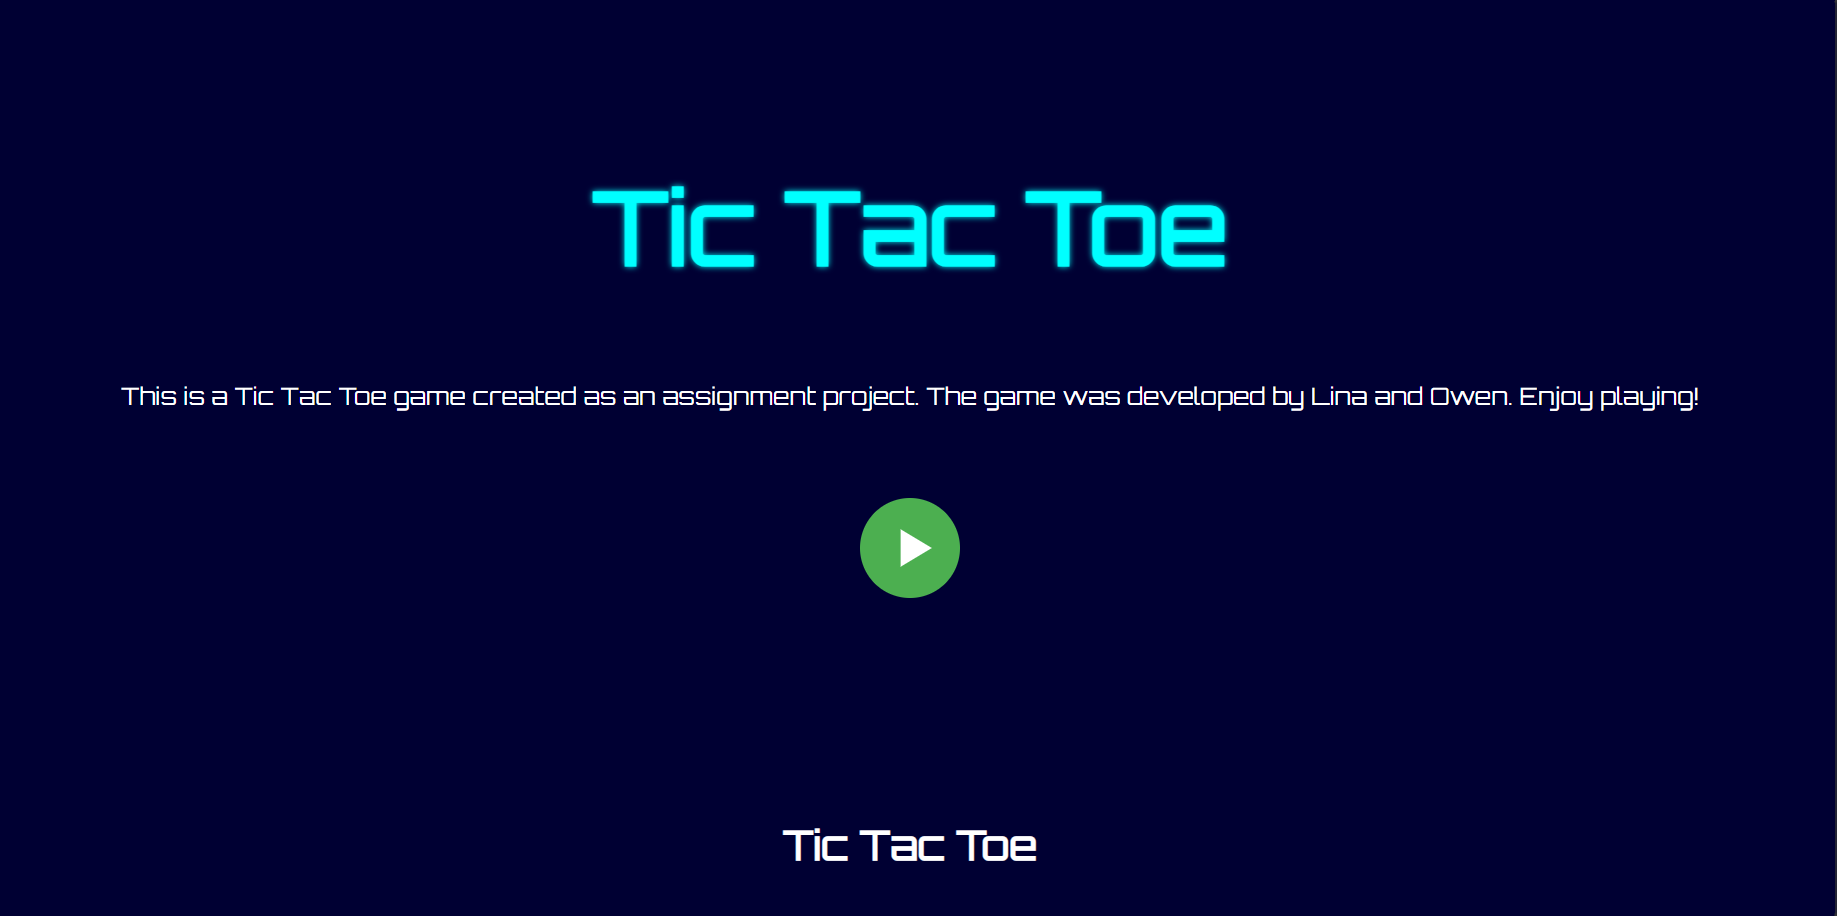 Tic Tac Toe
This is a Tic Tac Toe game created as an assignment project. The game was developed by Lina and Owen. Enjoy playing!
Tic Tac Toe